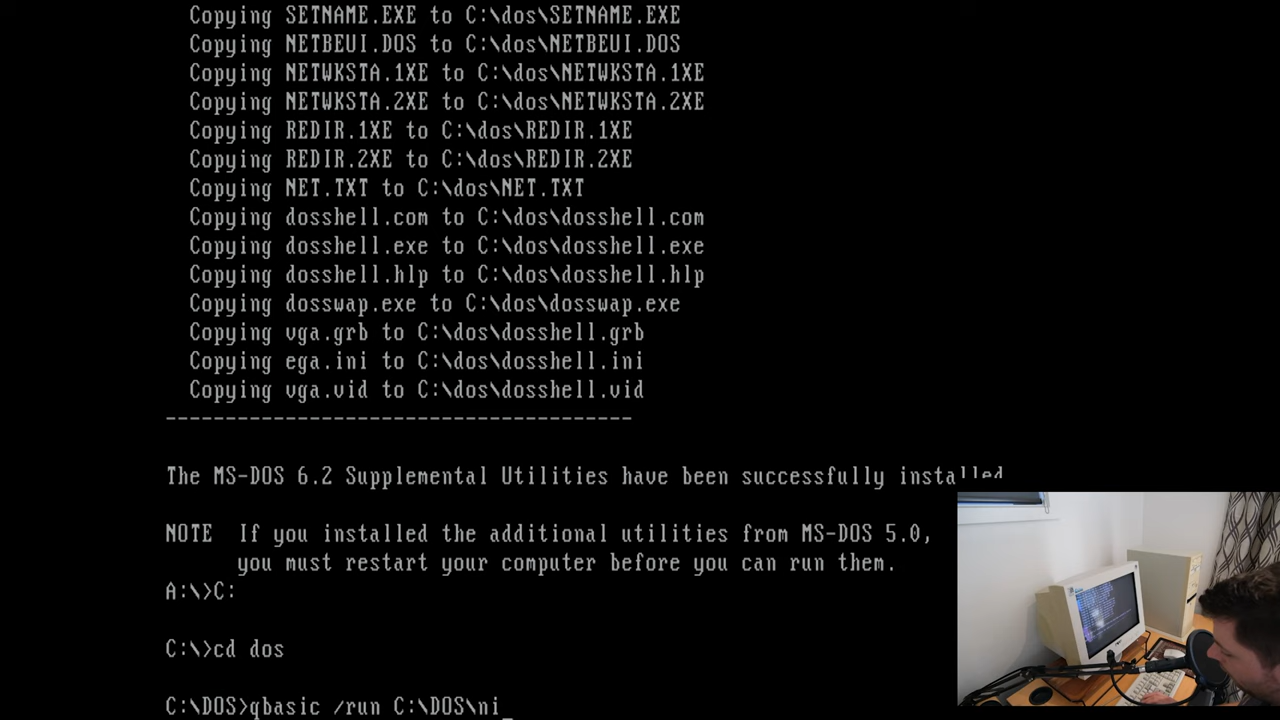 Copying SETNAME.EXE to C:\dos\SETNAME.EXE
Copying NETBEUI.DOS to C:\dos\NETBEUI.DOS
Copying NETWKSTA.1XE to C:\dos\NETWKSTA.1XE
Copying NETWKSTA.2XE to C:\dos\NETWKSTA.2XE
Copying REDIR.1XE to C:\dos\REDIR.1XE
Copying REDIR.2XE to C:\dos\REDIR.2XE
Copying NET.TXT to C:\dos\NET.TXT
Copying dosshell.com to C:\dos\dosshell.com
Copying dosshell.exe to C:\dos\dosshell.exe
Copying dosshell.hlp to C:\dos\dosshell.hlp
Copying dosswap.exe to C:\dos\dosswap.exe
Copying vga.grb to C:\dos\dosshell.grb
Copying ega.ini to C:\dos\dosshell.ini
Copying vga.vid to C:\dos\dosshell.vid
---------------------------------------
The MS-DOS 6.2 Supplemental Utilities have been successfully installed
NOTE If you installed the additional utilities from MS-DOS 5.0,
you must restart your computer before you can run them.
A:\>C:
C:\>cd dos
C:\DOS>qbasic /run C:\DOS\ni_